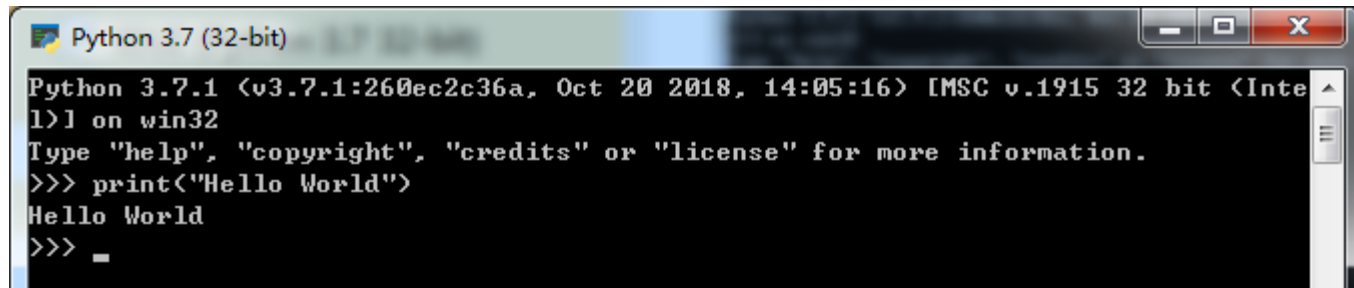 Python 3.7 (32-bit)
Python 3.7.1 (v3.7.1:260ec2c36a, Oct 20 2018, 14:05:16) [MSC v.1915 32 bit (Inte
l)] on win32
Type "help", "copyright", "credits" or "license" for more information.
>>> print("Hello World")
Hello World
>>> _